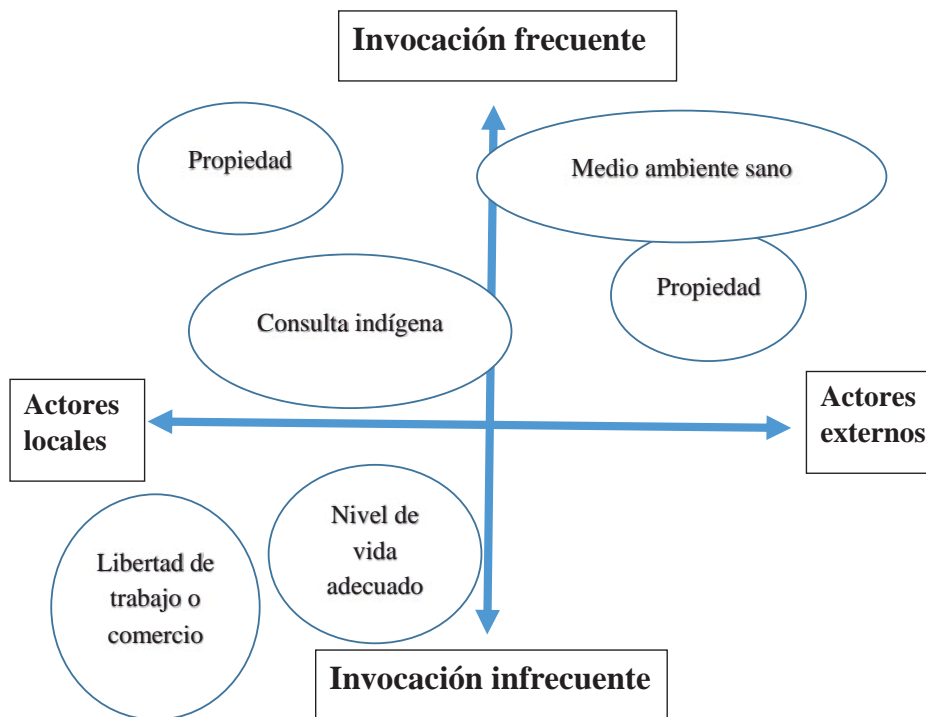 Invocación frecuente
Propiedad
Medio ambiente sano
Propiedad
Consulta indígena
Actores
locales
Actores
externos
Nivel de
vida
adecuado
Libertad de
trabajo o
comercio
Invocación infrecuente